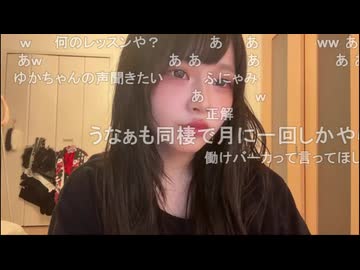 w 何のレッスンや？ あ あ ww あ
あw あ あ あ あ あ
ゆかちゃんの声聞きたい ふにゃみ
あ w
正解
うなぁも同棲で月に一回しかや
働けバーカって言ってほし